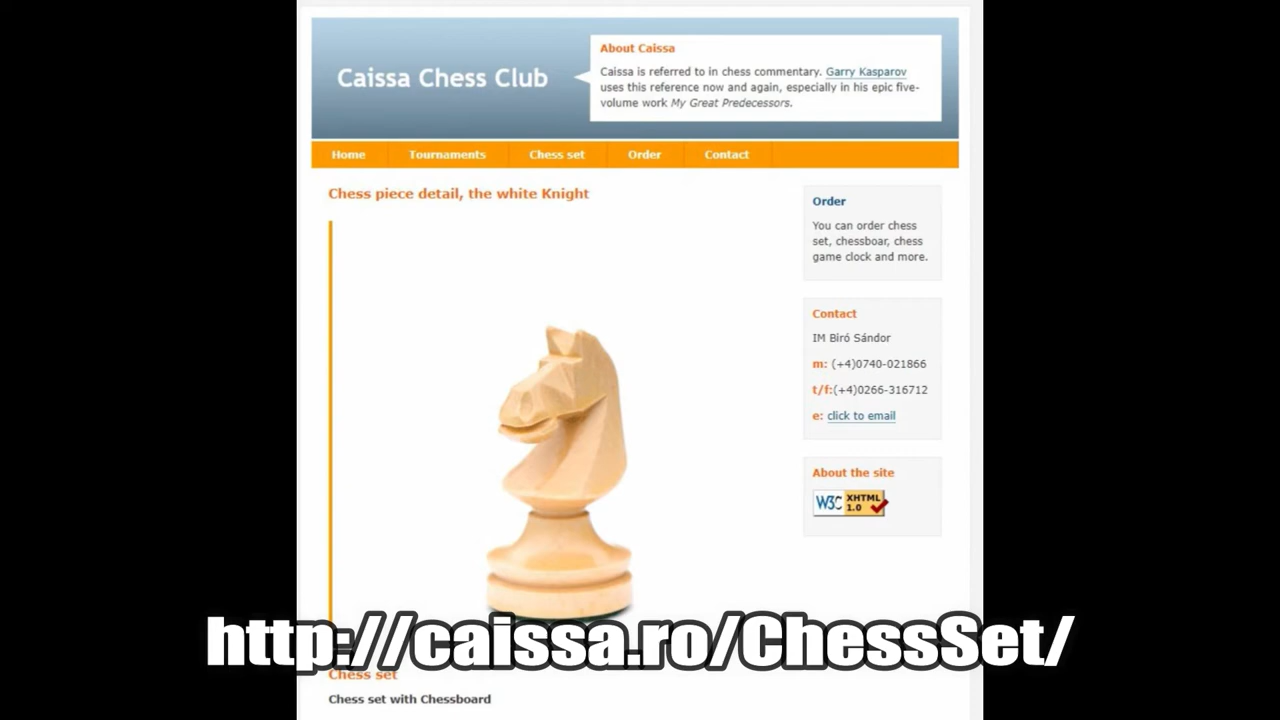 Caissa Chess Club
About Caissa
Caissa is referred to in chess commentary. Garry Kasparov
uses this reference now and again, especially in his epic five-
volume work My Great Predecessors.
Home Tournaments Chess set Order Contact
Chess piece detail, the white Knight
Order
You can order chess
set, chessboar, chess
game clock and more.
Contact
IM Biró Sándor
m: (+4)0740-021866
t/f:(+4)0266-316712
e: click to email
About the site
W3C XHTML
1.0
http://caissa.ro/ChessSet/
Chess set
Chess set with Chessboard